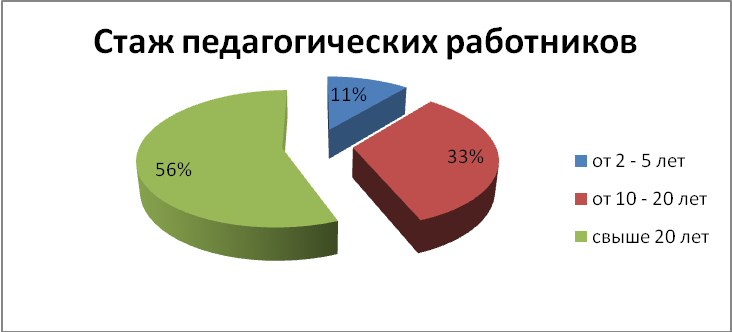 Стаж педагогических работников
11%
33%
56%
от 2 - 5 лет
от 10 - 20 лет
свыше 20 лет